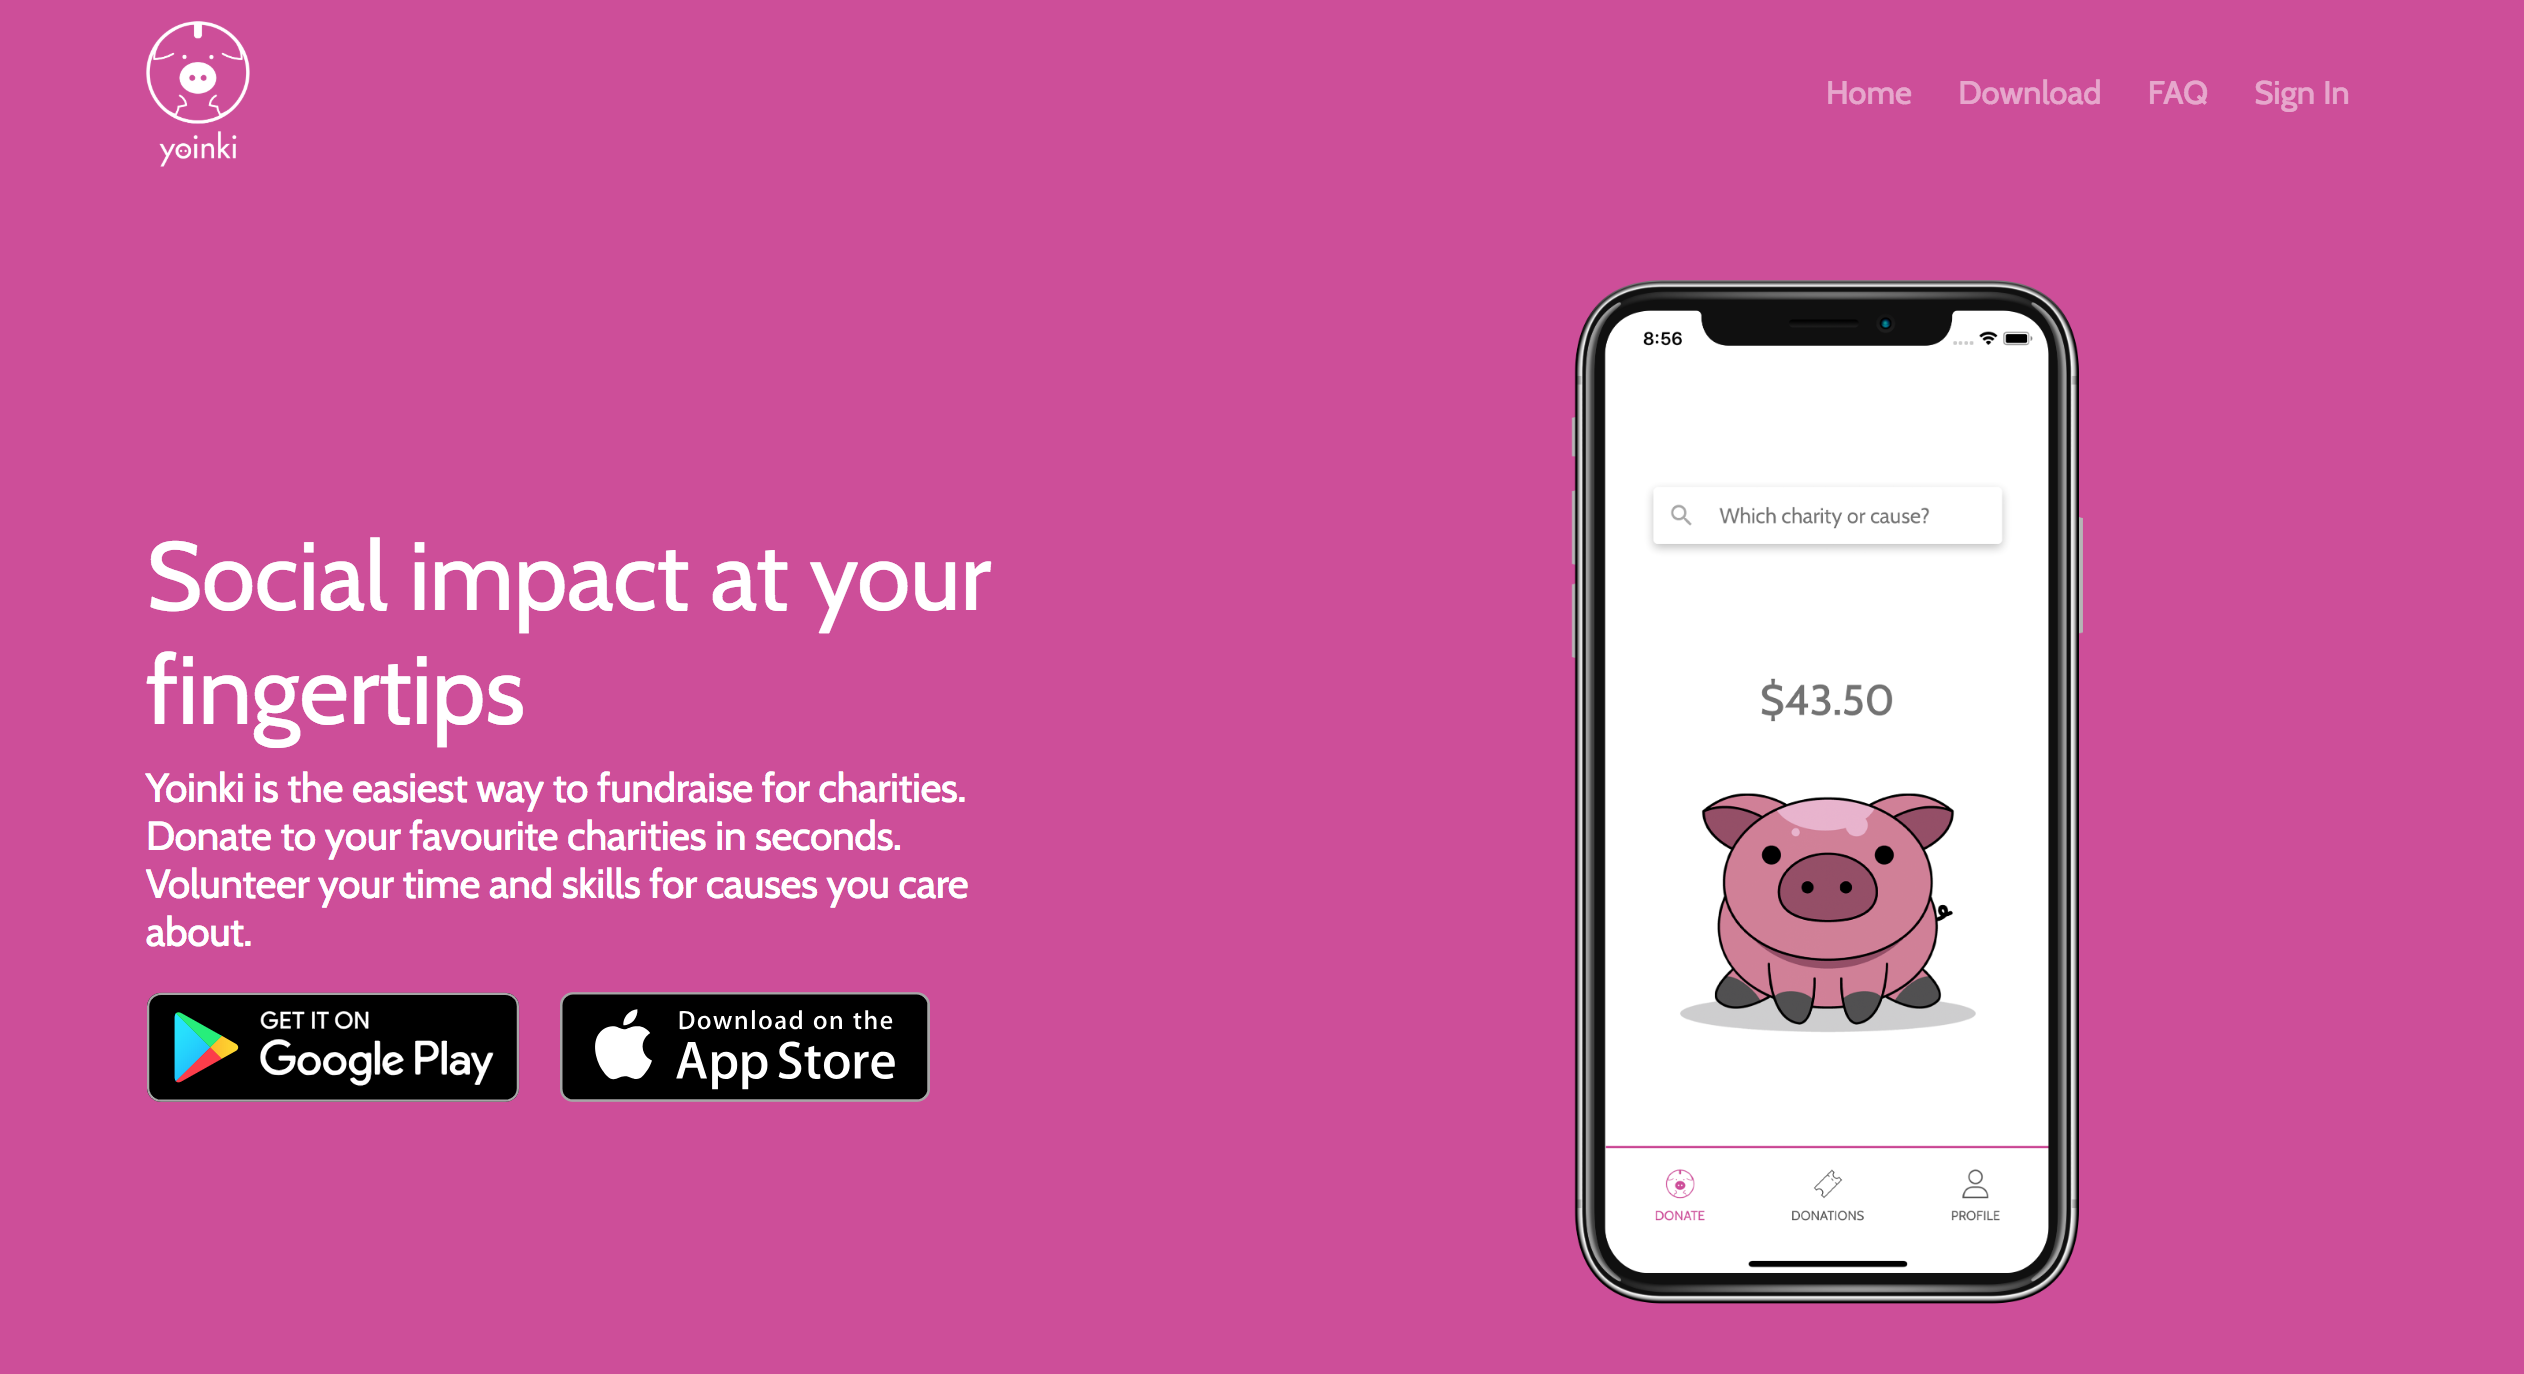 yoinki
Home Download FAQ Sign In
Social impact at your
fingertips
Yoinki is the easiest way to fundraise for charities.
Donate to your favourite charities in seconds.
Volunteer your time and skills for causes you care
about.
GET IT ON
Google Play
Download on the
App Store
8:56
Which charity or cause?
$43.50
DONATE DONATIONS PROFILE